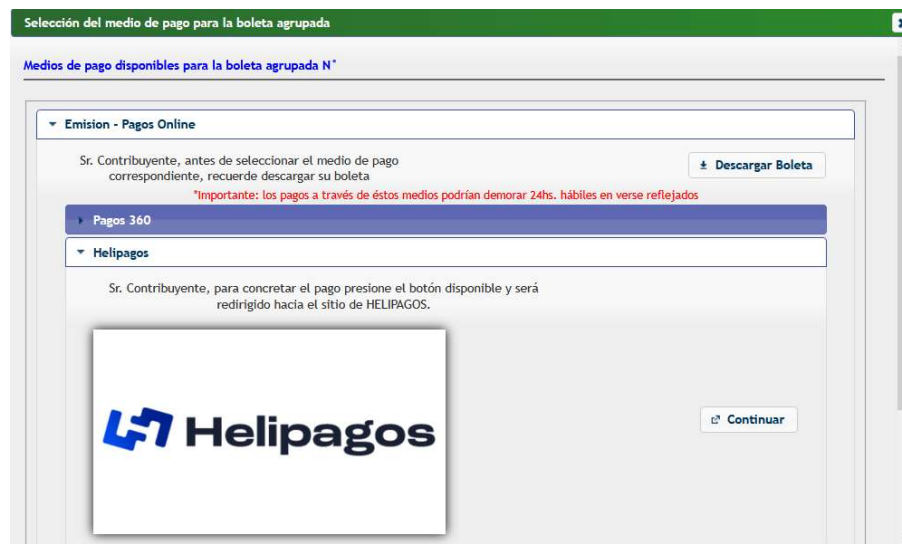 Selección del medio de pago para la boleta agrupada
Medios de pago disponibles para la boleta agrupada N°
Emision - Pagos Online
Sr. Contribuyente, antes de seleccionar el medio de pago
correspondiente, recuerde descargar su boleta
Descargar Boleta
*Importante: los pagos a través de éstos medios podrían demorar 24hs. hábiles en verse reflejados
Pagos 360
Helipagos
Sr. Contribuyente, para concretar el pago presione el botón disponible y será
redirigido hacia el sitio de HELIPAGOS.
Helipagos
Continuar